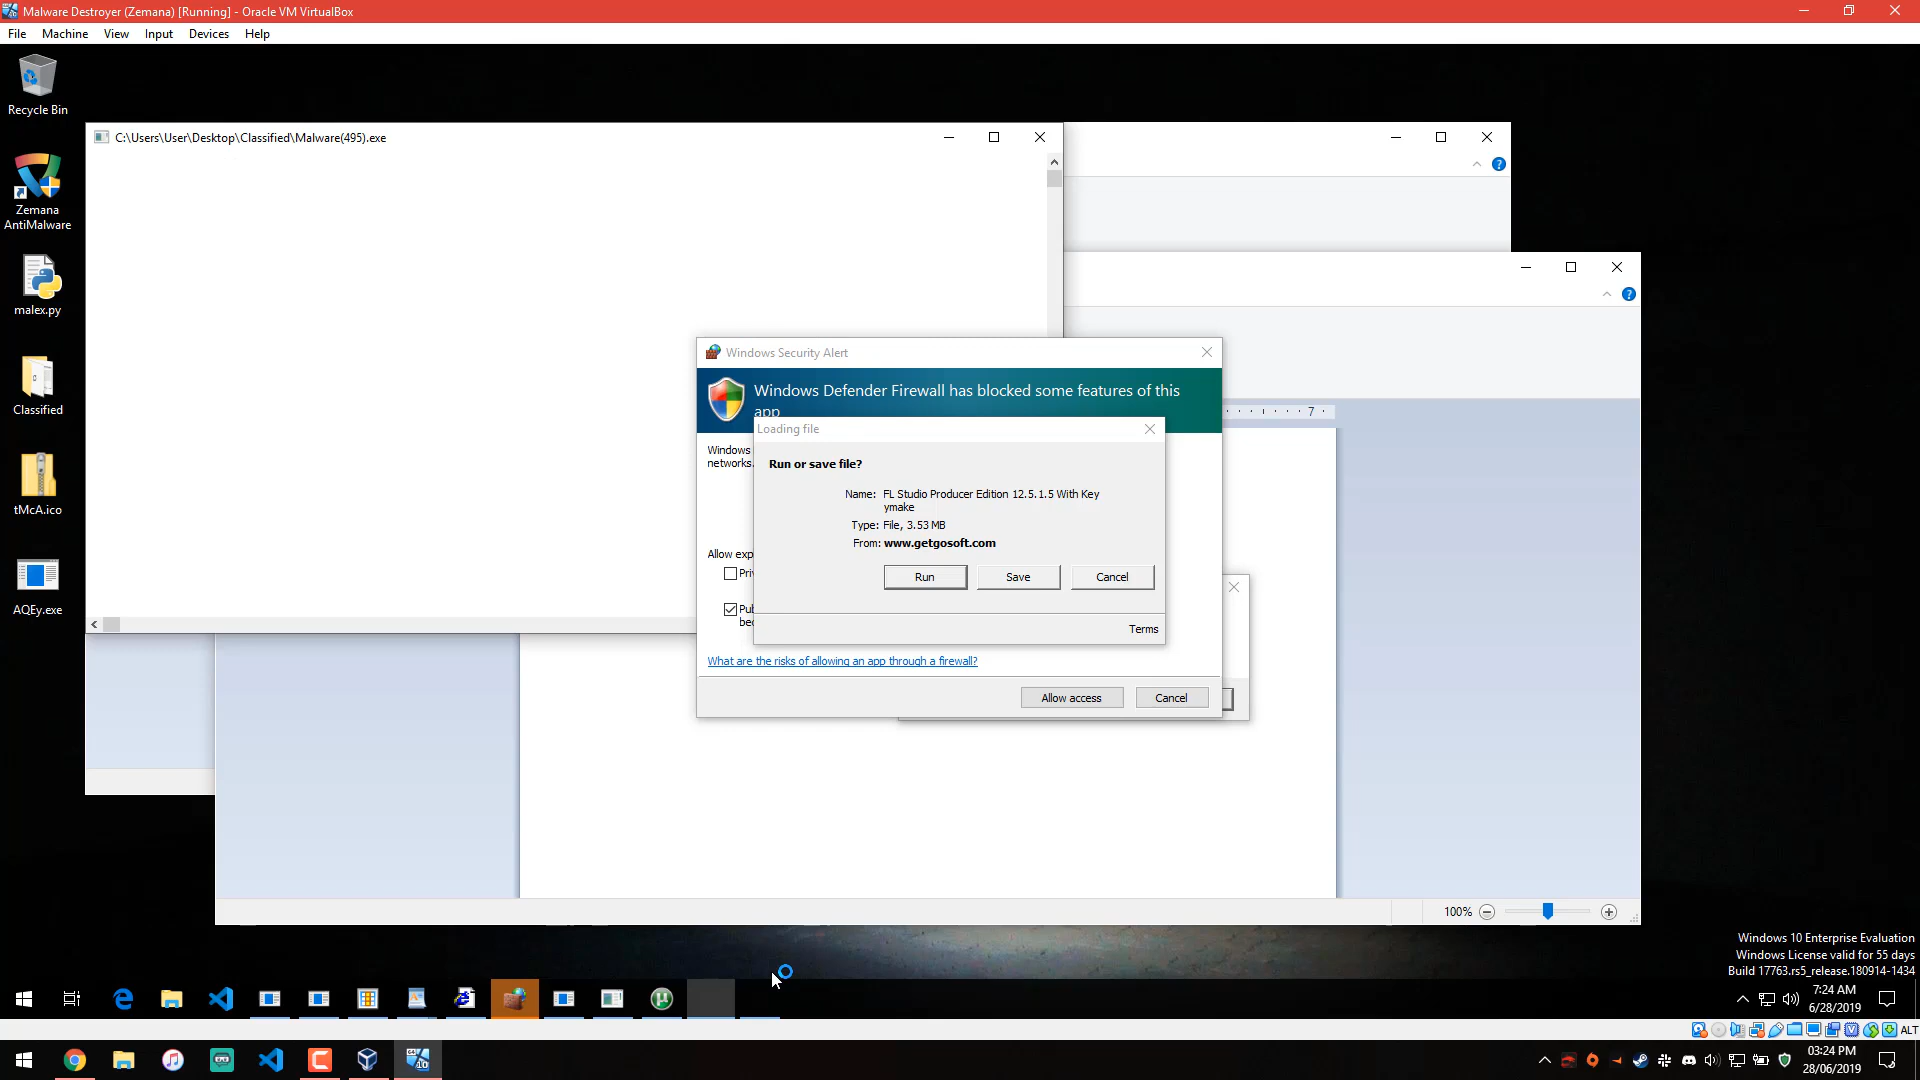 Malware Destroyer (Zemana) [Running] - Oracle VM VirtualBox
File Machine View Input Devices Help
Recycle Bin
C:\Users\User\Desktop\Classified\Malware(495).exe
Zemana
AntiMalware
malex.py
Classified
tMcA.ico
AQEy.exe
Windows Security Alert
Windows Defender Firewall has blocked some features of this
app
7
Loading file
Windows
networks.
Run or save file?
Name: FL Studio Producer Edition 12.5.1.5 With Key
ymake
Type: File, 3.53 MB
From: www.getgosoft.com
Allow exp
Run Save Cancel
Pri
Pub
bec
Terms
What are the risks of allowing an app through a firewall?
Allow access Cancel
100%
Windows 10 Enterprise Evaluation
Windows License valid for 55 days
Build 17763.rs5_release.180914-1434
7:24 AM
6/28/2019
ALT
03:24 PM
28/06/2019